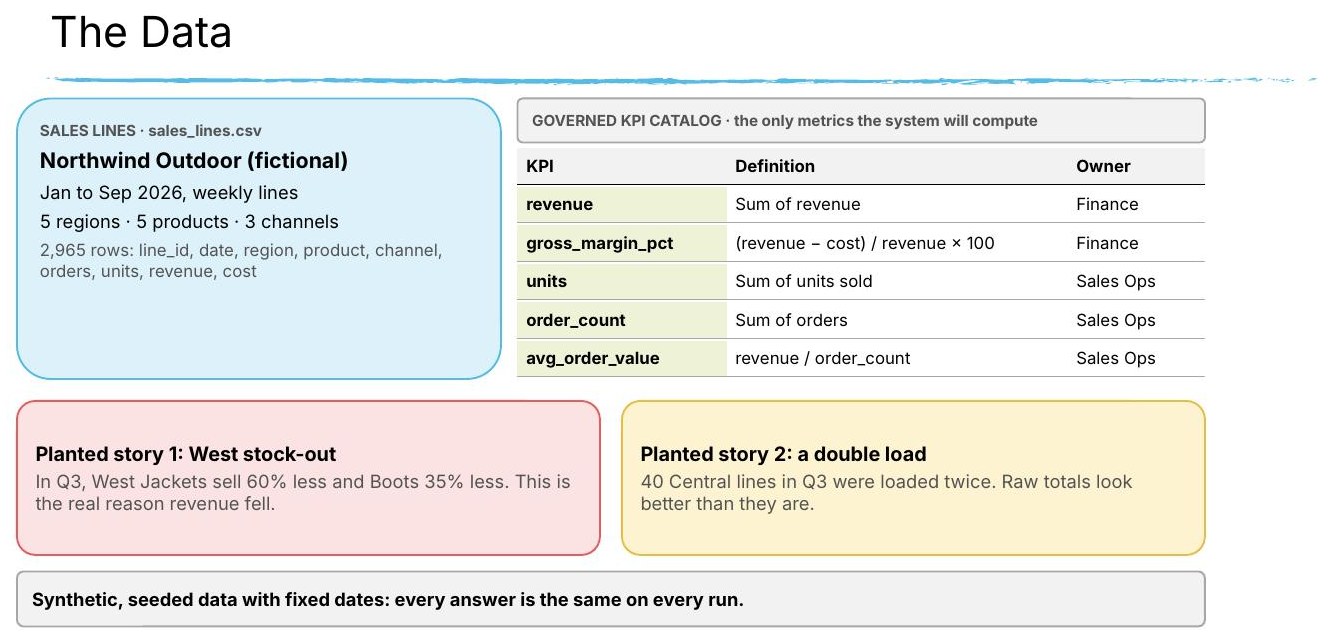 The Data
SALES LINES · sales_lines.csv
Northwind Outdoor (fictional)
Jan to Sep 2026, weekly lines
5 regions · 5 products · 3 channels
2,965 rows: line_id, date, region, product, channel,
orders, units, revenue, cost
GOVERNED KPI CATALOG · the only metrics the system will compute
KPI Definition Owner
revenue Sum of revenue Finance
gross_margin_pct (revenue − cost) / revenue × 100 Finance
units Sum of units sold Sales Ops
order_count Sum of orders Sales Ops
avg_order_value revenue / order_count Sales Ops
Planted story 1: West stock-out
In Q3, West Jackets sell 60% less and Boots 35% less. This is
the real reason revenue fell.
Planted story 2: a double load
40 Central lines in Q3 were loaded twice. Raw totals look
better than they are.
Synthetic, seeded data with fixed dates: every answer is the same on every run.